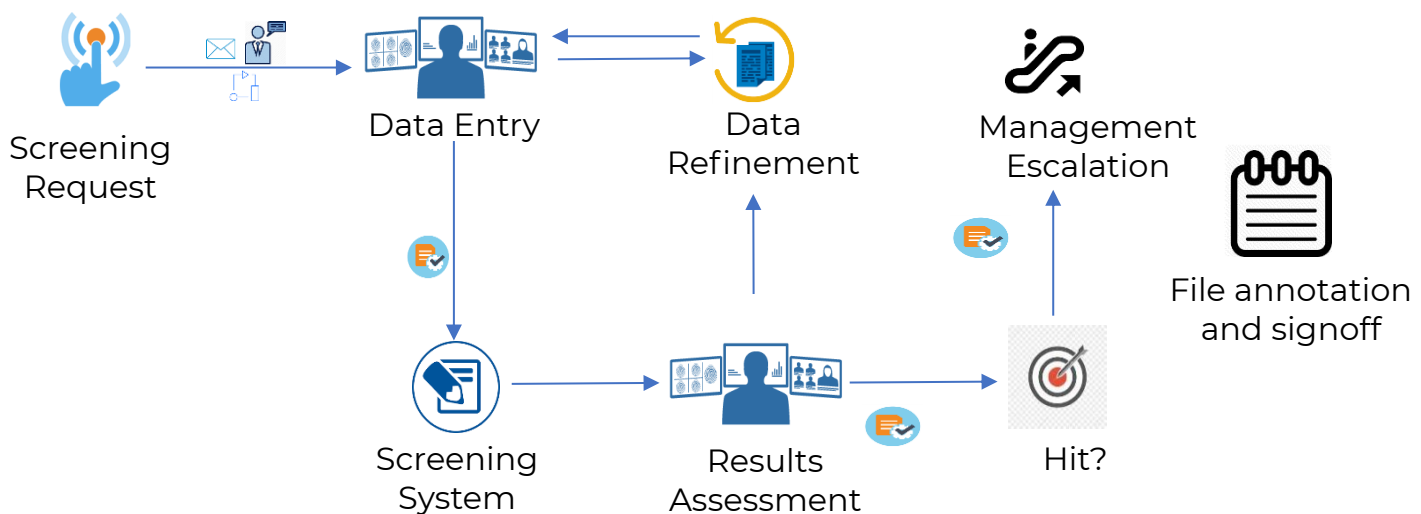 Screening
Request
Data Entry
Data
Refinement
Management
Escalation
File annotation
and signoff
Screening
System
Results
Assessment
Hit?